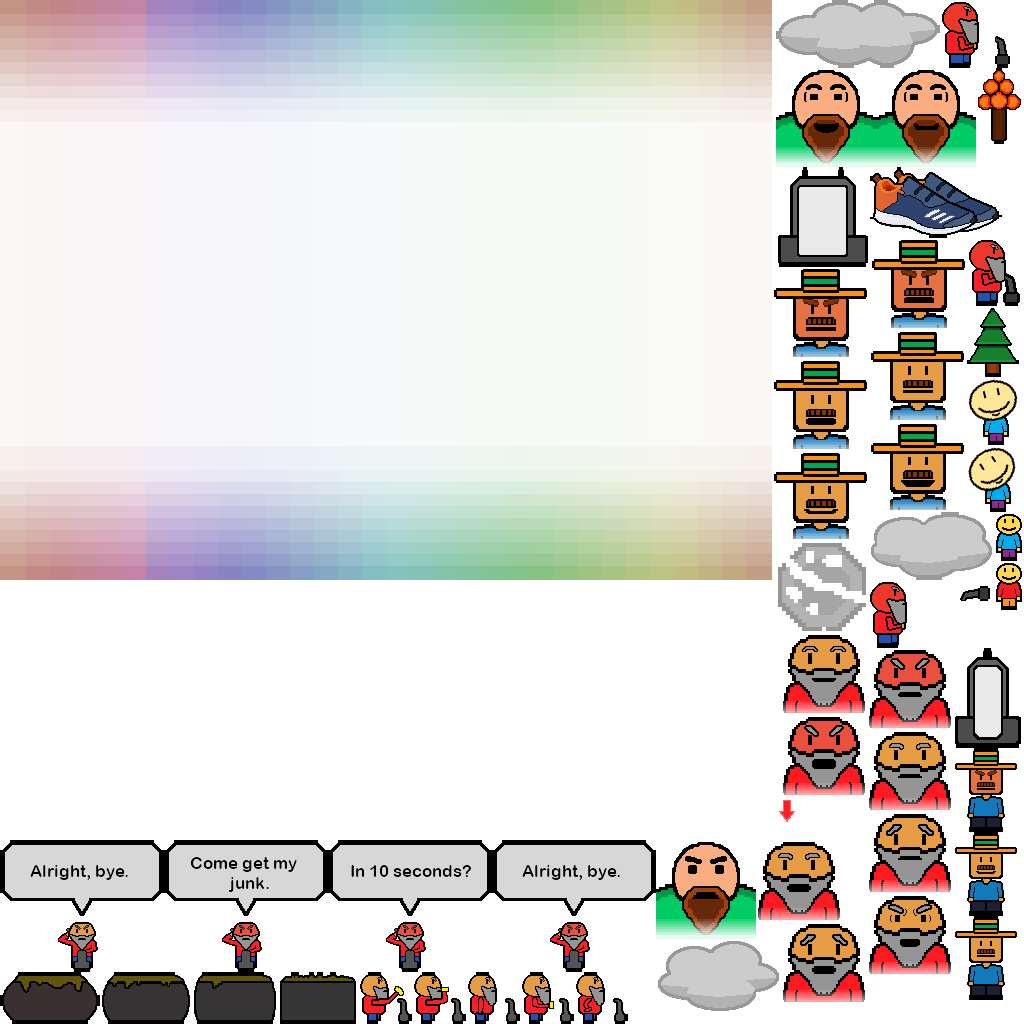 Alright, bye.
Come get my
junk.
In 10 seconds?
Alright, bye.